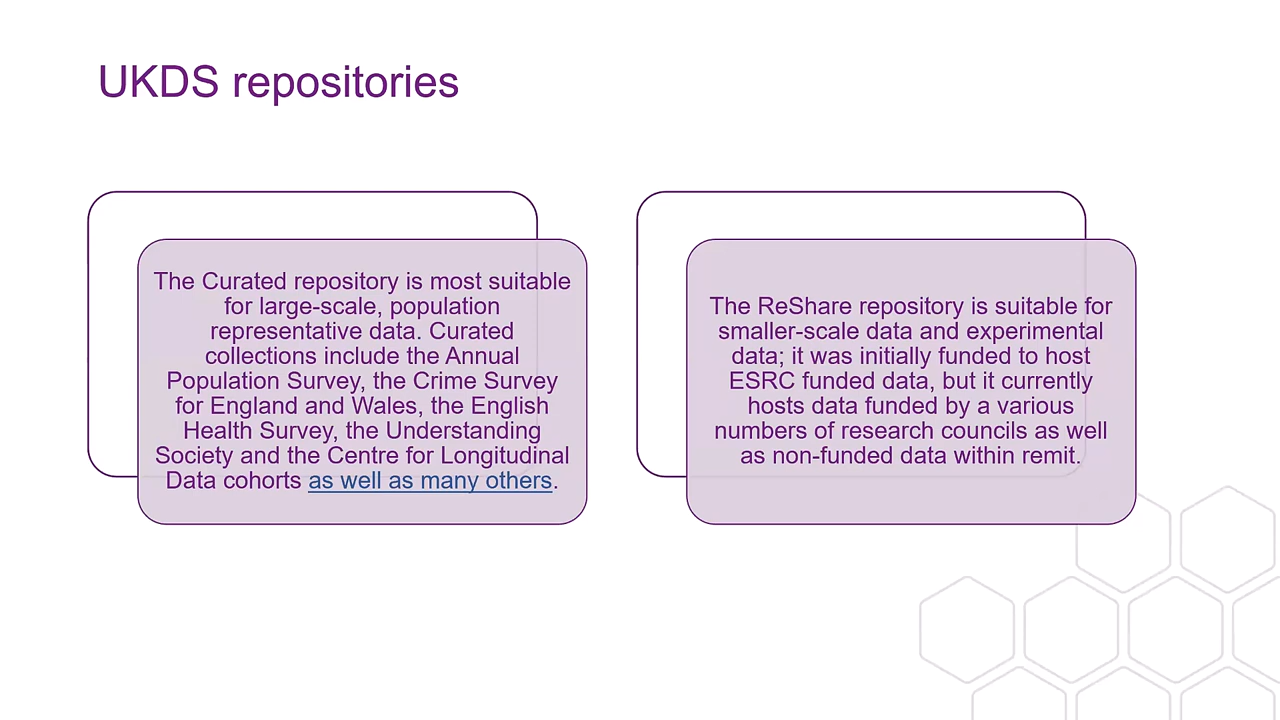 UKDS repositories
The Curated repository is most suitable
for large-scale, population
representative data. Curated
collections include the Annual
Population Survey, the Crime Survey
for England and Wales, the English
Health Survey, the Understanding
Society and the Centre for Longitudinal
Data cohorts as well as many others.
The ReShare repository is suitable for
smaller-scale data and experimental
data; it was initially funded to host
ESRC funded data, but it currently
hosts data funded by a various
numbers of research councils as well
as non-funded data within remit.